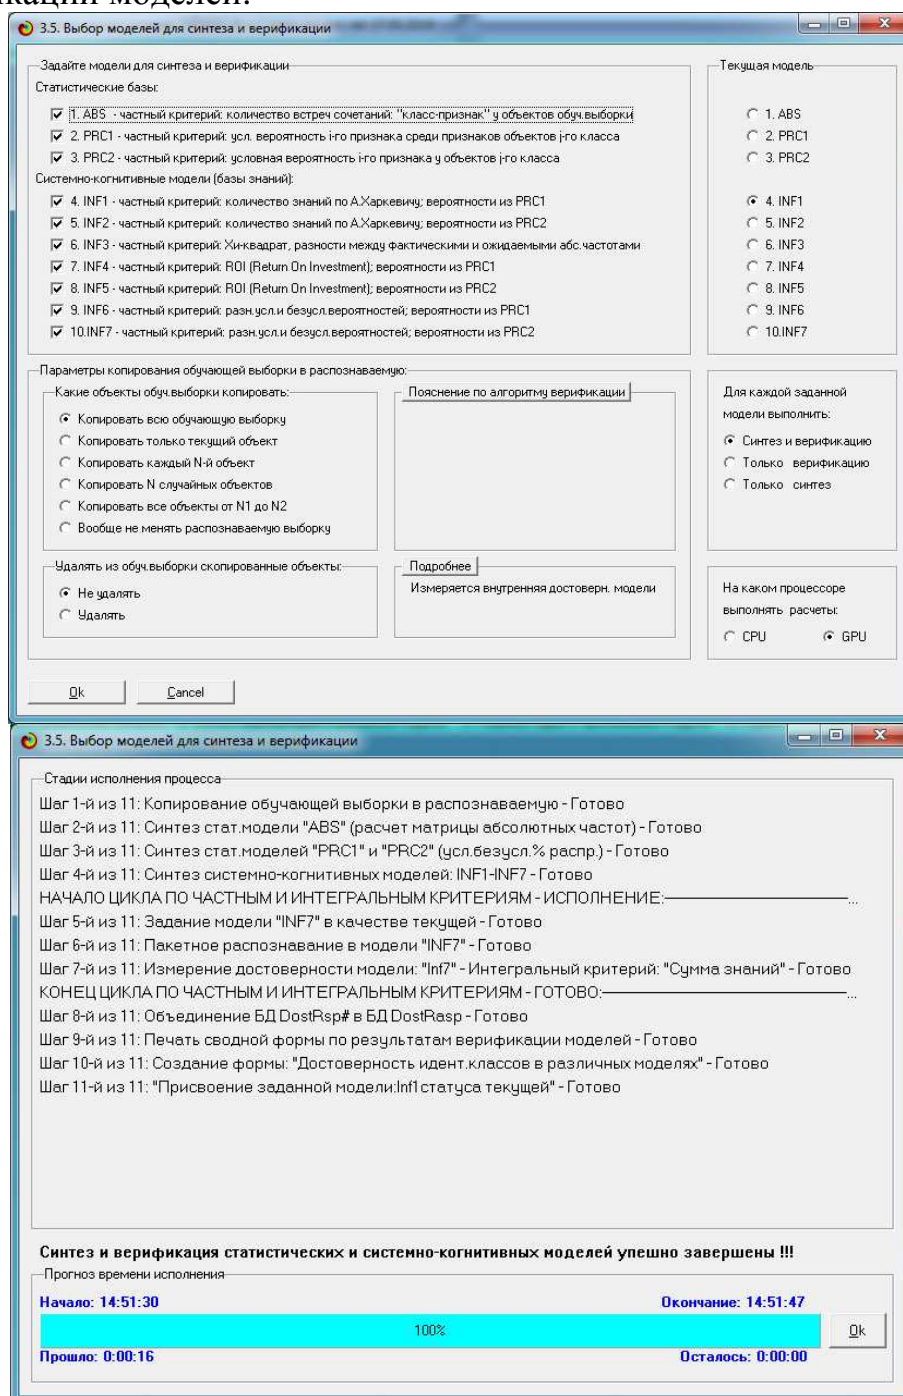 кации моделей.
3.5. Выбор моделей для синтеза и верификации
Задайте модели для синтеза и верификации
Текущая модель
Статистические базы:
1. ABS - частный критерий: количество встреч сочетаний: "класс-признак" у объектов обуч.выборки
1. ABS
2. PRC1 - частный критерий: усл. вероятность i-го признака среди признаков объектов j-го класса
2. PRC1
3. PRC2 - частный критерий: условная вероятность i-го признака у объектов j-го класса
3. PRC2
Системно-когнитивные модели (базы знаний):
4. INF1 - частный критерий: количество знаний по А.Харкевичу; вероятности из PRC1
4. INF1
5. INF2 - частный критерий: количество знаний по А.Харкевичу; вероятности из PRC2
5. INF2
6. INF3 - частный критерий: Хи-квадрат, разности между фактическими и ожидаемыми абс.частотами
6. INF3
7. INF4 - частный критерий: ROI (Return On Investment); вероятности из PRC1
7. INF4
8. INF5 - частный критерий: ROI (Return On Investment); вероятности из PRC2
8. INF5
9. INF6 - частный критерий: разн.усл.и безусл.вероятностей; вероятности из PRC1
9. INF6
10.INF7 - частный критерий: разн.усл.и безусл.вероятностей; вероятности из PRC2
10.INF7
Параметры копирования обучающей выборки в распознаваемую:
Какие объекты обуч.выборки копировать:
Копировать всю обучающую выборку
Копировать только текущий объект
Копировать каждый N-й объект
Копировать N случайных объектов
Копировать все объекты от N1 до N2
Вообще не менять распознаваемую выборку
Пояснение по алгоритму верификации
Для каждой заданной
модели выполнить:
Синтез и верификацию
Только верификацию
Только синтез
Удалять из обуч.выборки скопированные объекты:
Не удалять
Удалять
Подробнее
Измеряется внутренняя достоверн. модели
На каком процессоре
выполнять расчеты:
CPU GPU
Ok Cancel
3.5. Выбор моделей для синтеза и верификации
Стадии исполнения процесса
Шаг 1-й из 11: Копирование обучающей выборки в распознаваемую - Готово
Шаг 2-й из 11: Синтез стат.модели "ABS" (расчет матрицы абсолютных частот) - Готово
Шаг 3-й из 11: Синтез стат.моделей "PRC1" и "PRC2" (усл.безусл.% распр.) - Готово
Шаг 4-й из 11: Синтез системно-когнитивных моделей: INF1-INF7 - Готово
НАЧАЛО ЦИКЛА ПО ЧАСТНЫМ И ИНТЕГРАЛЬНЫМ КРИТЕРИЯМ - ИСПОЛНЕНИЕ:------------------...
Шаг 5-й из 11: Задание модели "INF7" в качестве текущей - Готово
Шаг 6-й из 11: Пакетное распознавание в модели "INF7" - Готово
Шаг 7-й из 11: Измерение достоверности модели: "Inf7" - Интегральный критерий: "Сумма знаний" - Готово
КОНЕЦ ЦИКЛА ПО ЧАСТНЫМ И ИНТЕГРАЛЬНЫМ КРИТЕРИЯМ - ГОТОВО:------------------------...
Шаг 8-й из 11: Объединение БД DostRsp# в БД DostRasp - Готово
Шаг 9-й из 11: Печать сводной формы по результатам верификации моделей - Готово
Шаг 10-й из 11: Создание формы: "Достоверность идент.классов в различных моделях" - Готово
Шаг 11-й из 11: "Присвоение заданной модели:Inf1статуса текущей" - Готово
Синтез и верификация статистических и системно-когнитивных моделей упешно завершены !!!
Прогноз времени исполнения
Начало: 14:51:30
Окончание: 14:51:47
100%
Ok
Прошло: 0:00:16
Осталось: 0:00:00